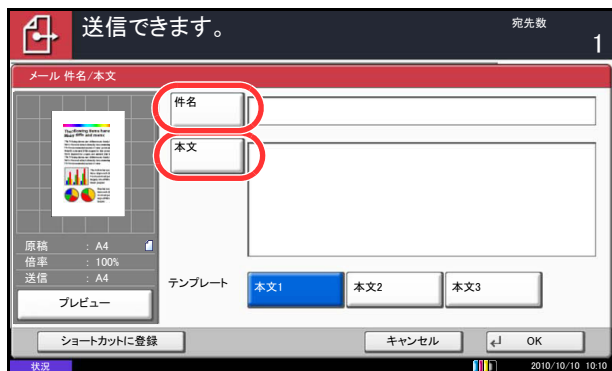 送信できます。
宛先数
1
メール 件名/本文
件名
本文
原稿 : A4
倍率 : 100%
送信 : A4
プレビュー
テンプレート
本文1
本文2
本文3
ショートカットに登録
キャンセル
OK
状況
2010/10/10 10:10